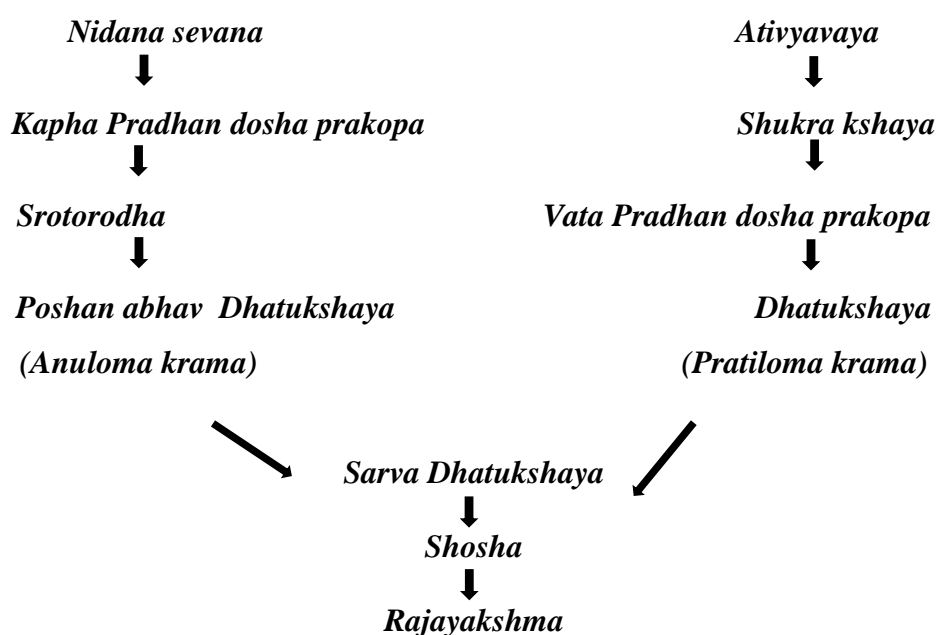 Nidana sevana
Kapha Pradhan dosha prakopa
Srotorodha
Poshan abhav Dhatukshaya
(Anuloma krama)
Ativyavaya
Shukra kshaya
Vata Pradhan dosha prakopa
Dhatukshaya
(Pratiloma krama)
Sarva Dhatukshaya
Shosha
Rajayakshma